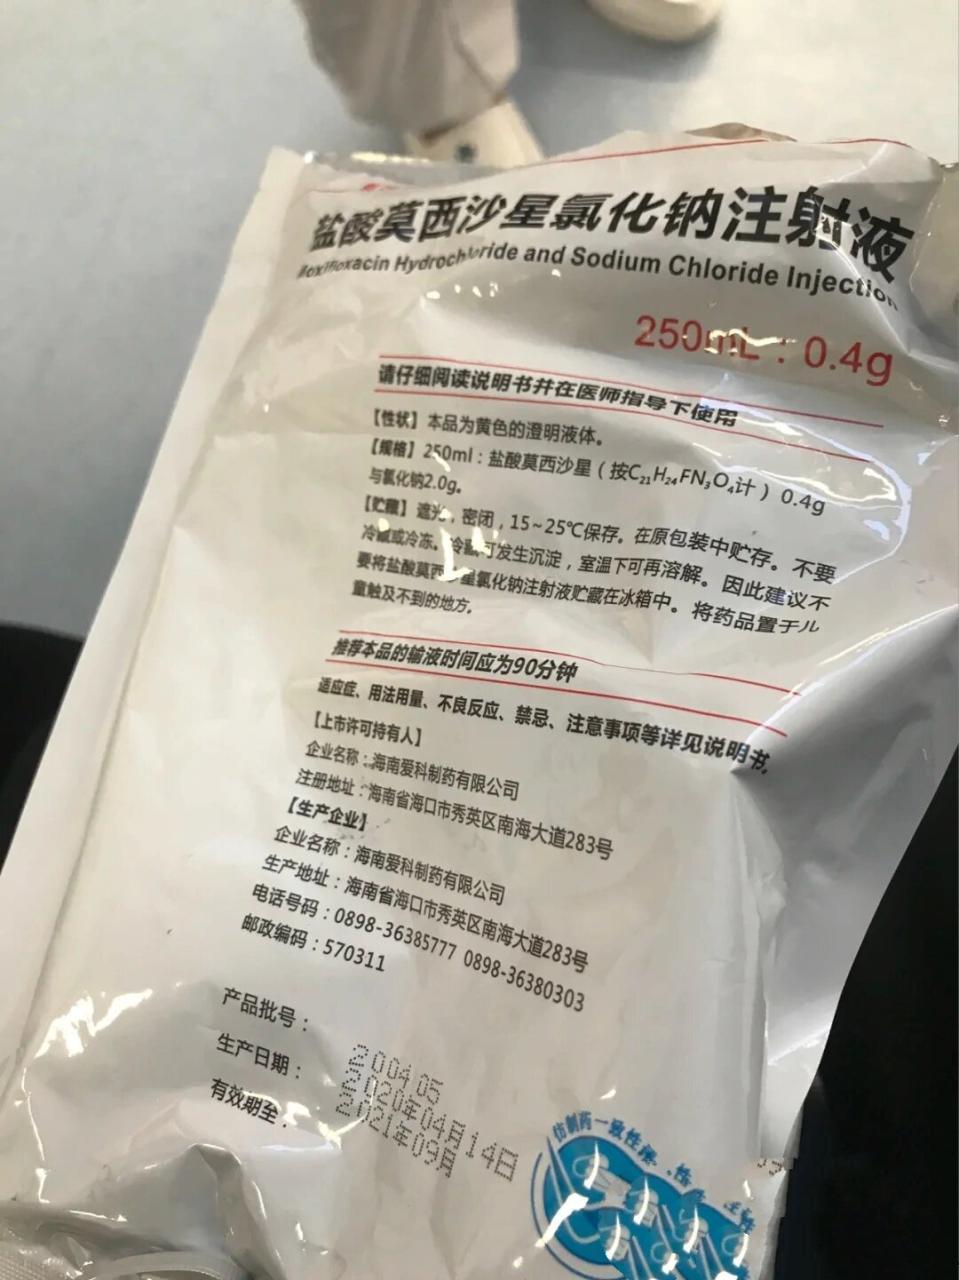 盐酸莫西沙星氯化钠注射液
Moxifloxacin Hydrochloride and Sodium Chloride Injection
250mL：0.4g
请仔细阅读说明书并在医师指导下使用
【性状】本品为黄色的澄明液体。
【规格】250ml：盐酸莫西沙星（按C₂₁H₂₄FN₃O₄计）0.4g
与氯化钠2.0g。
【贮藏】遮光，密闭，15~25℃保存。在原包装中贮存。不要
冷藏或冷冻。冷藏可发生沉淀，室温下可再溶解。因此建议不
要将盐酸莫西沙星氯化钠注射液贮藏在冰箱中。将药品置于儿
童触及不到的地方。
推荐本品的输液时间应为90分钟
适应症、用法用量、不良反应、禁忌、注意事项等详见说明书.
【上市许可持有人】
企业名称：海南爱科制药有限公司
注册地址：海南省海口市秀英区南海大道283号
【生产企业】
企业名称：海南爱科制药有限公司
生产地址：海南省海口市秀英区南海大道283号
电话号码：0898-36385777 0898-36380303
邮政编码：570311
产品批号：2004.05
生产日期：2020年04月14日
有效期至：2021年09月
仿制药一致性